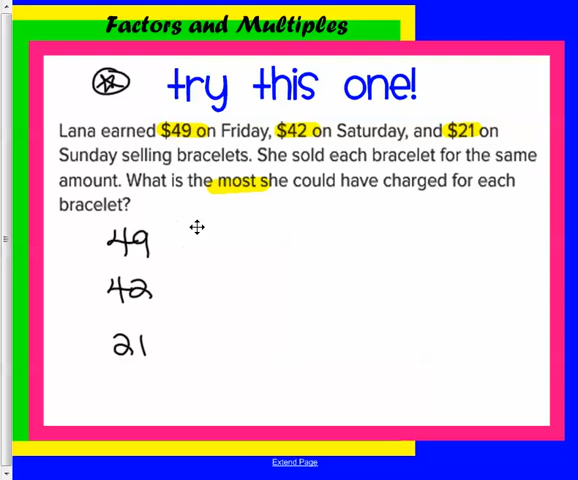 Factors and Multiples
try this one!
Lana earned $49 on Friday, $42 on Saturday, and $21 on
Sunday selling bracelets. She sold each bracelet for the same
amount. What is the most she could have charged for each
bracelet?
49
42
21
Extend Page